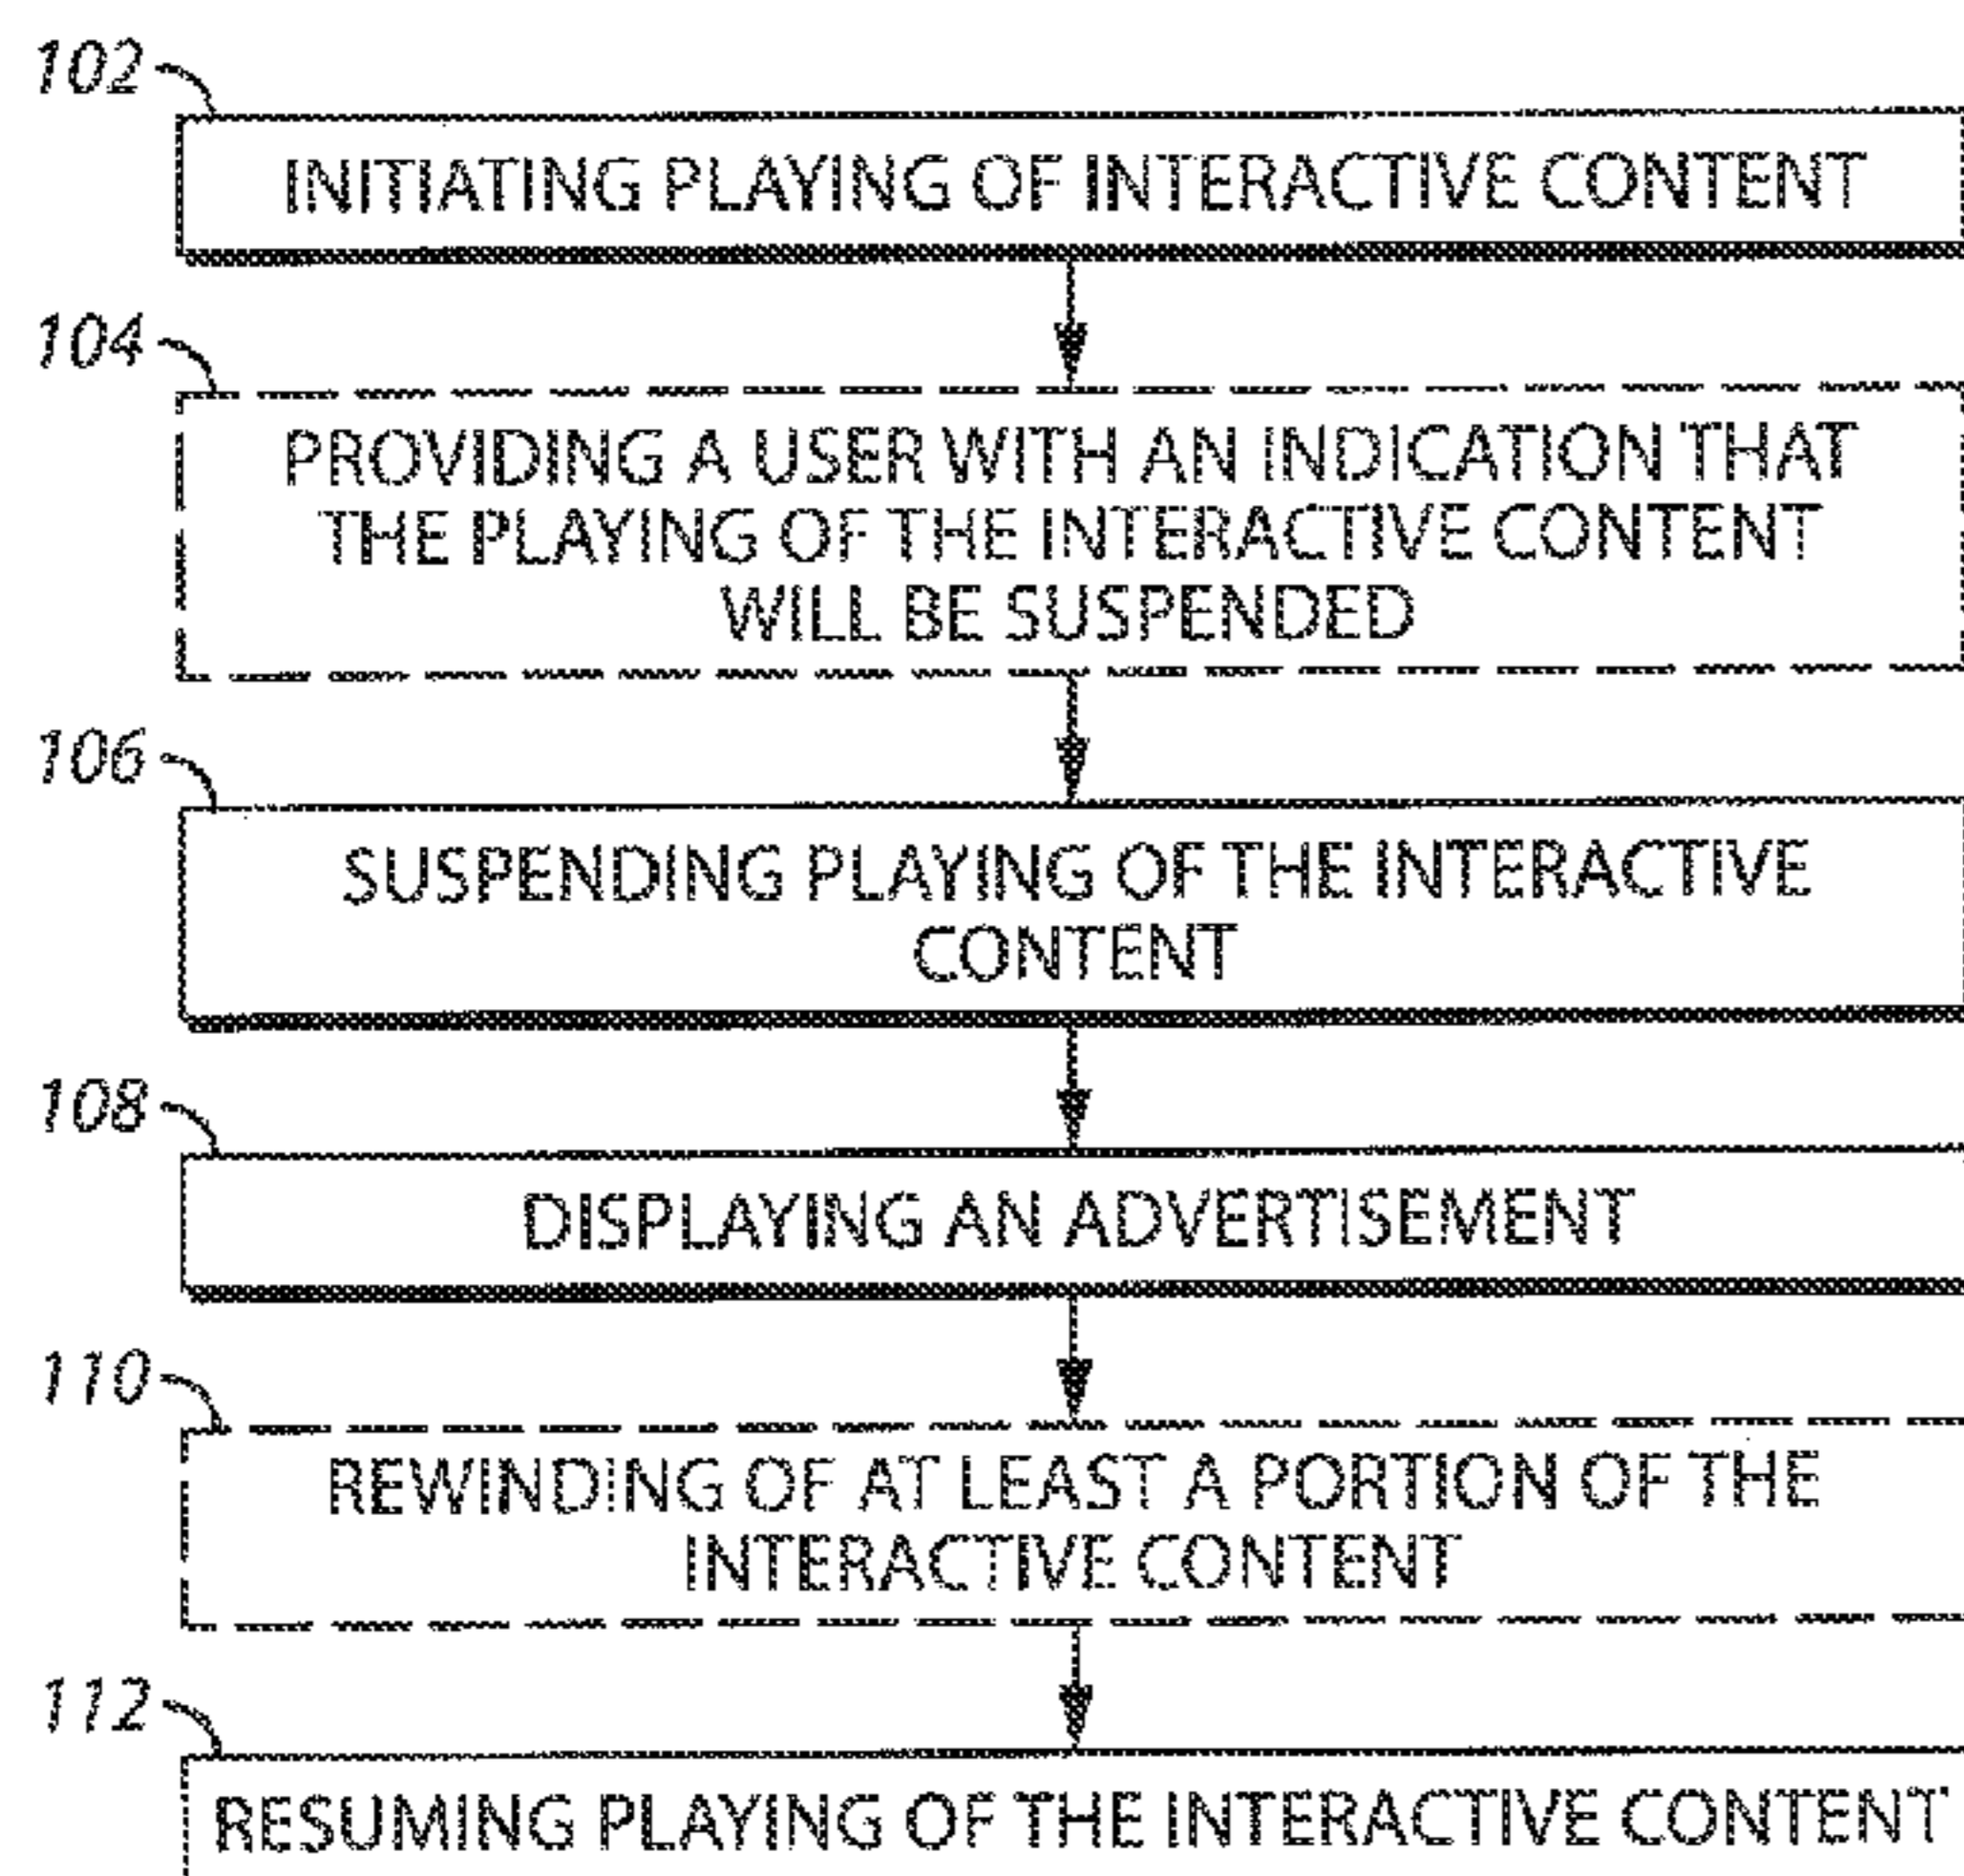 102
INITIATING PLAYING OF INTERACTIVE CONTENT
104
PROVIDING A USER WITH AN INDICATION THAT
THE PLAYING OF THE INTERACTIVE CONTENT
WILL BE SUSPENDED
106
SUSPENDING PLAYING OF THE INTERACTIVE
CONTENT
108
DISPLAYING AN ADVERTISEMENT
110
REWINDING OF AT LEAST A PORTION OF THE
INTERACTIVE CONTENT
112
RESUMING PLAYING OF THE INTERACTIVE CONTENT